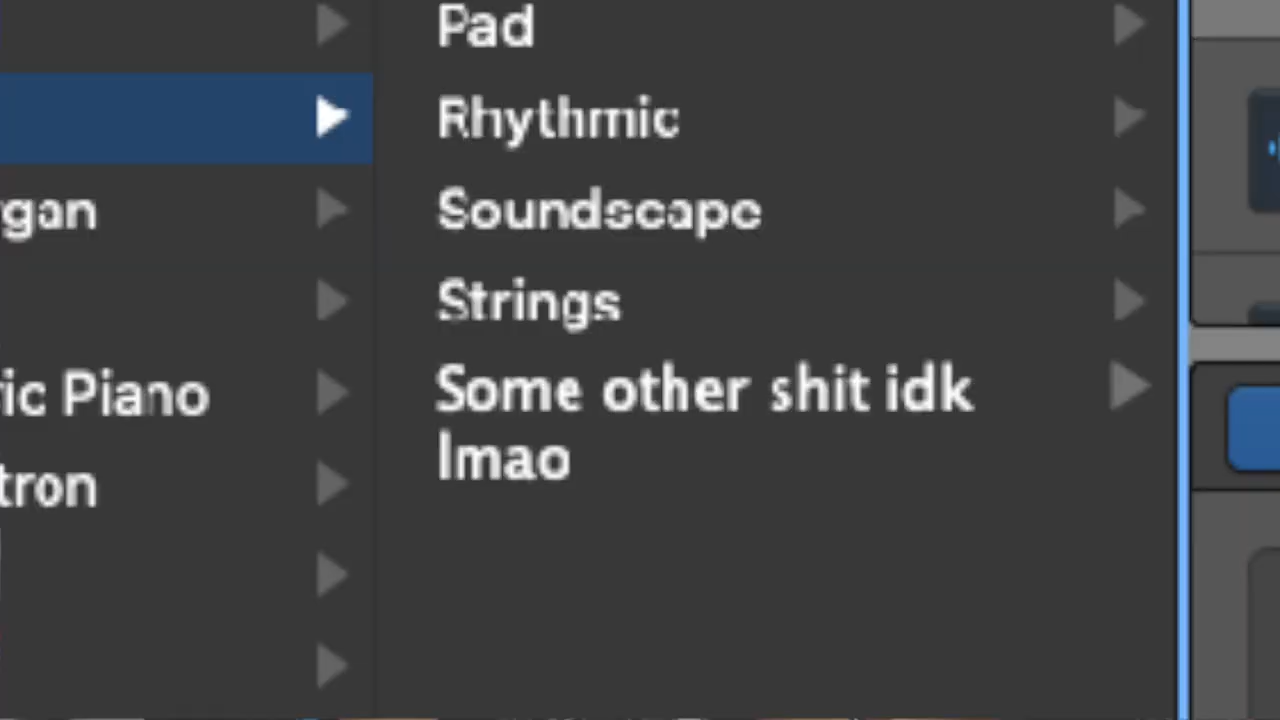 Pad
Rhythmic
Soundscape
Strings
Some other shit idk
lmao
gan
ic Piano
tron